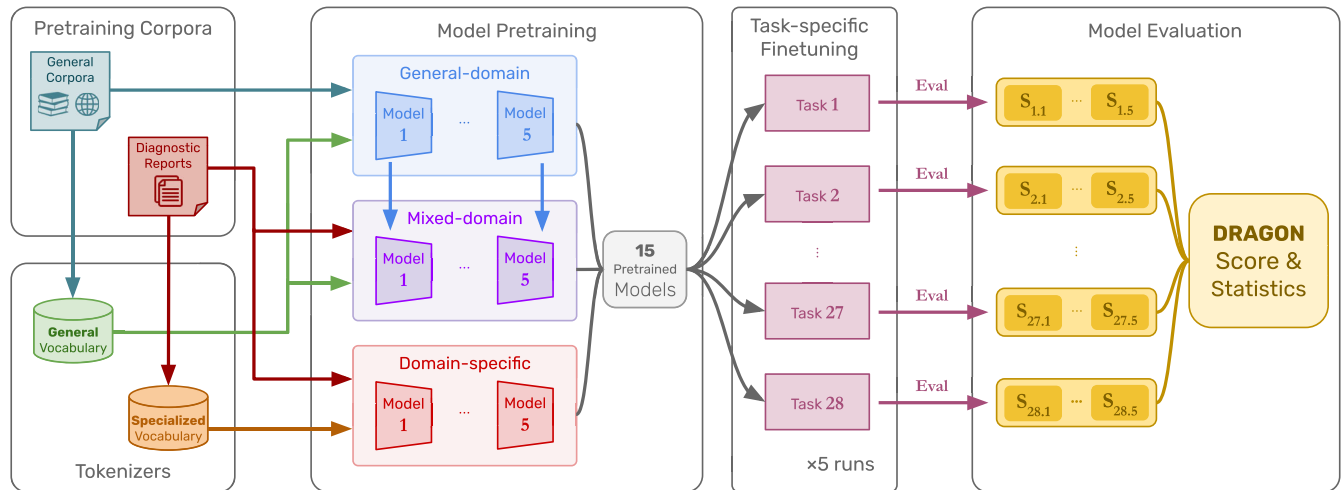 Pretraining Corpora
General
Corpora
Diagnostic
Reports
General
Vocabulary
Specialized
Vocabulary
Tokenizers
Model Pretraining
General-domain
Model
1
...
Model
5
Mixed-domain
Model
1
...
Model
5
Domain-specific
Model
1
...
Model
5
15
Pretrained
Models
Task-specific
Finetuning
Task 1
Task 2
...
Task 27
Task 28
×5 runs
Eval
Eval
Eval
Eval
Model Evaluation
S1.1 ... S1.5
S2.1 ... S2.5
...
S27.1 ... S27.5
S28.1 ... S28.5
DRAGON
Score &
Statistics